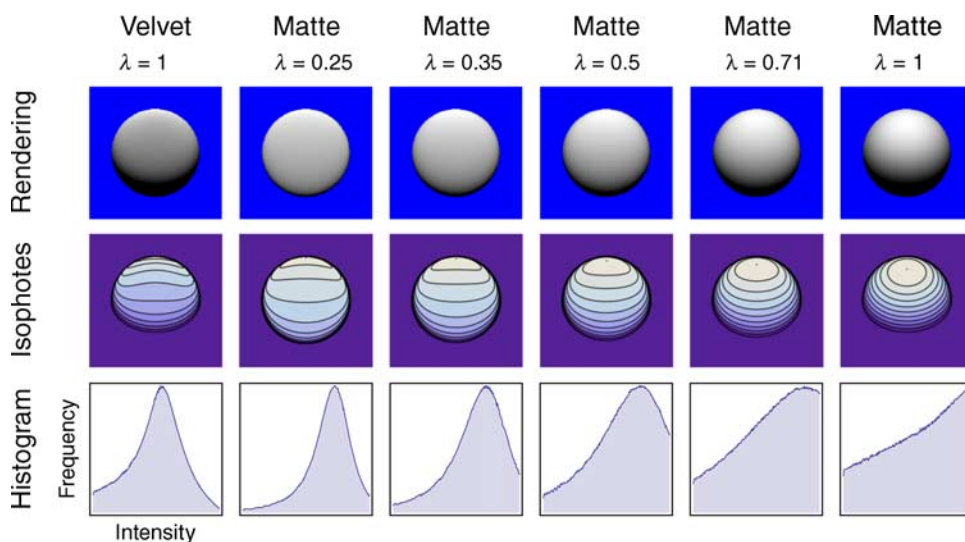 Velvet Matte Matte Matte Matte Matte
λ = 1 λ = 0.25 λ = 0.35 λ = 0.5 λ = 0.71 λ = 1
Rendering
Isophotes
Histogram
Frequency
Intensity